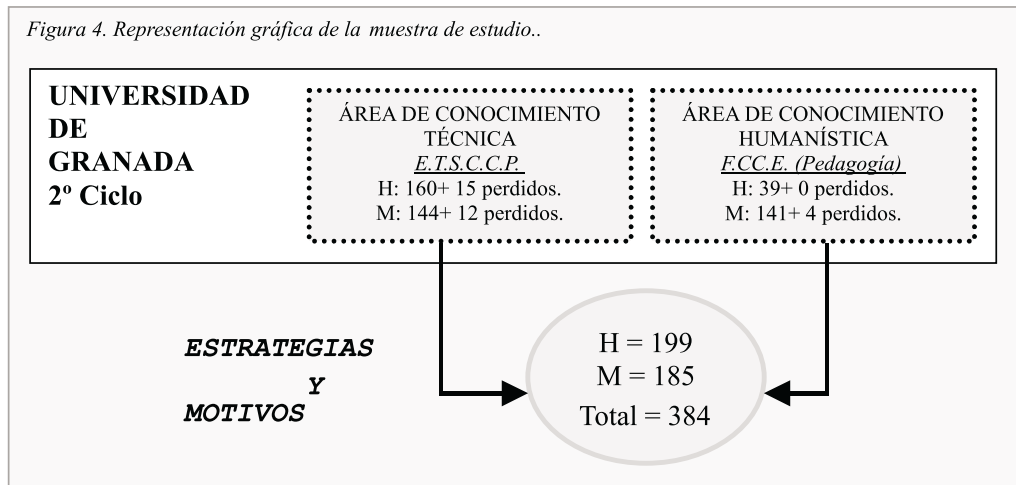 Figura 4. Representación gráfica de la muestra de estudio..
UNIVERSIDAD
DE
GRANADA
2º Ciclo
ÁREA DE CONOCIMIENTO
TÉCNICA
E.T.S.C.C.P.
H: 160+ 15 perdidos.
M: 144+ 12 perdidos.
ÁREA DE CONOCIMIENTO
HUMANÍSTICA
F.CC.E. (Pedagogía)
H: 39+ 0 perdidos.
M: 141+ 4 perdidos.
ESTRATEGIAS
Y
MOTIVOS
H = 199
M = 185
Total = 384